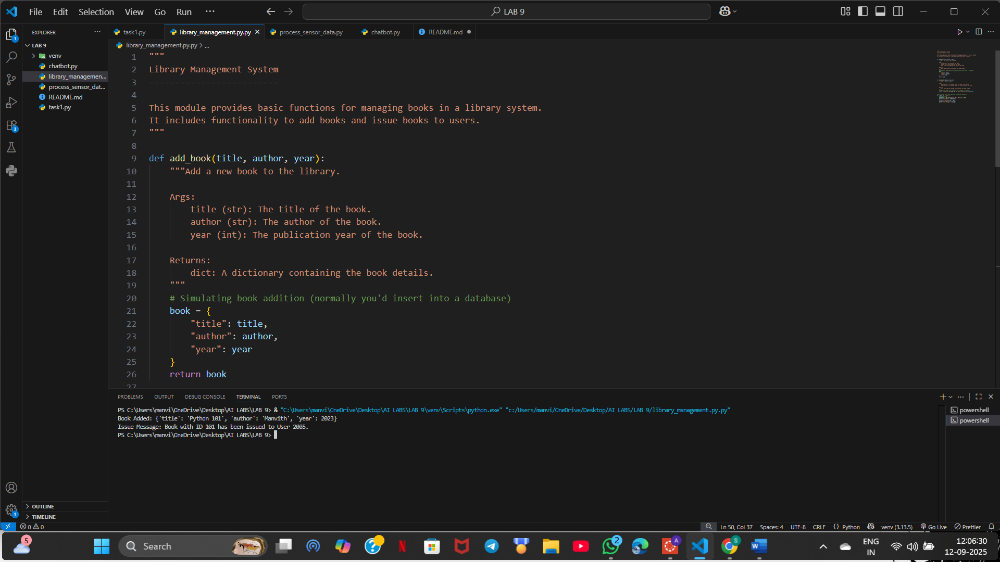 File Edit Selection View Go Run ···
LAB 9
EXPLORER
LAB 9
venv
chatbot.py
library_managemen...
process_sensor_dat...
README.md
task1.py
OUTLINE
TIMELINE
task1.py library_management.py.py process_sensor_data.py chatbot.py README.md
library_management.py.py > ...
1 """
2 Library Management System
3 -------------------------
4
5 This module provides basic functions for managing books in a library system.
6 It includes functionality to add books and issue books to users.
7 """
8
9 def add_book(title, author, year):
10 """Add a new book to the library.
11
12 Args:
13 title (str): The title of the book.
14 author (str): The author of the book.
15 year (int): The publication year of the book.
16
17 Returns:
18 dict: A dictionary containing the book details.
19 """
20 # Simulating book addition (normally you'd insert into a database)
21 book = {
22 "title": title,
23 "author": author,
24 "year": year
25 }
26 return book
27
PROBLEMS OUTPUT DEBUG CONSOLE TERMINAL PORTS
PS C:\Users\manvi\OneDrive\Desktop\AI LABS\LAB 9> & "C:\Users\manvi\OneDrive\Desktop\AI LABS\LAB 9\venv\Scripts\python.exe" "c:/Users/manvi/OneDrive/Desktop/AI LABS/LAB 9/library_management.py.py"
Book Added: {'title': 'Python 101', 'author': 'Manvith', 'year': 2023}
Issue Message: Book with ID 101 has been issued to User 2005.
PS C:\Users\manvi\OneDrive\Desktop\AI LABS\LAB 9>
powershell
powershell
0 0 Ln 50, Col 37 Spaces: 4 UTF-8 CRLF {} Python venv (3.13.5) Go Live Prettier
5 Search 2 ENG
IN
12:06:30
12-09-2025